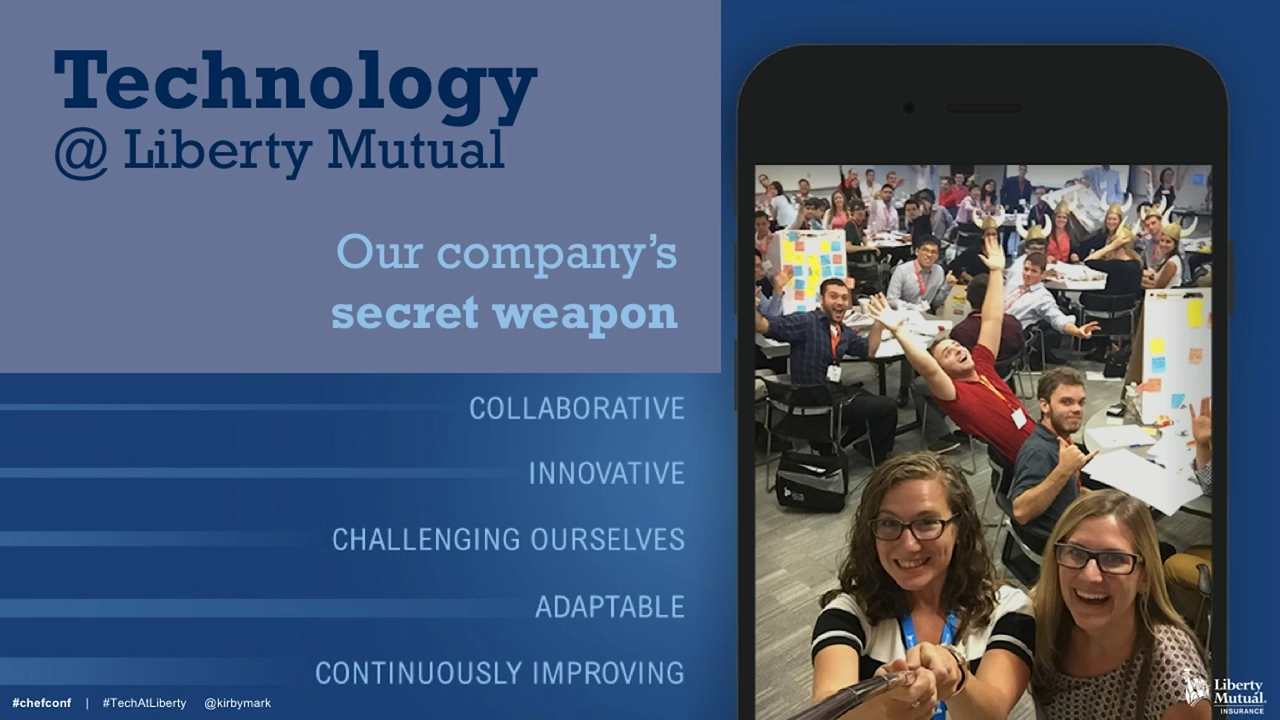 Technology
@ Liberty Mutual
Our company's
secret weapon
COLLABORATIVE
INNOVATIVE
CHALLENGING OURSELVES
ADAPTABLE
CONTINUOUSLY IMPROVING
#chefconf | #TechAtLiberty @kirbymark
Liberty
Mutual.
INSURANCE